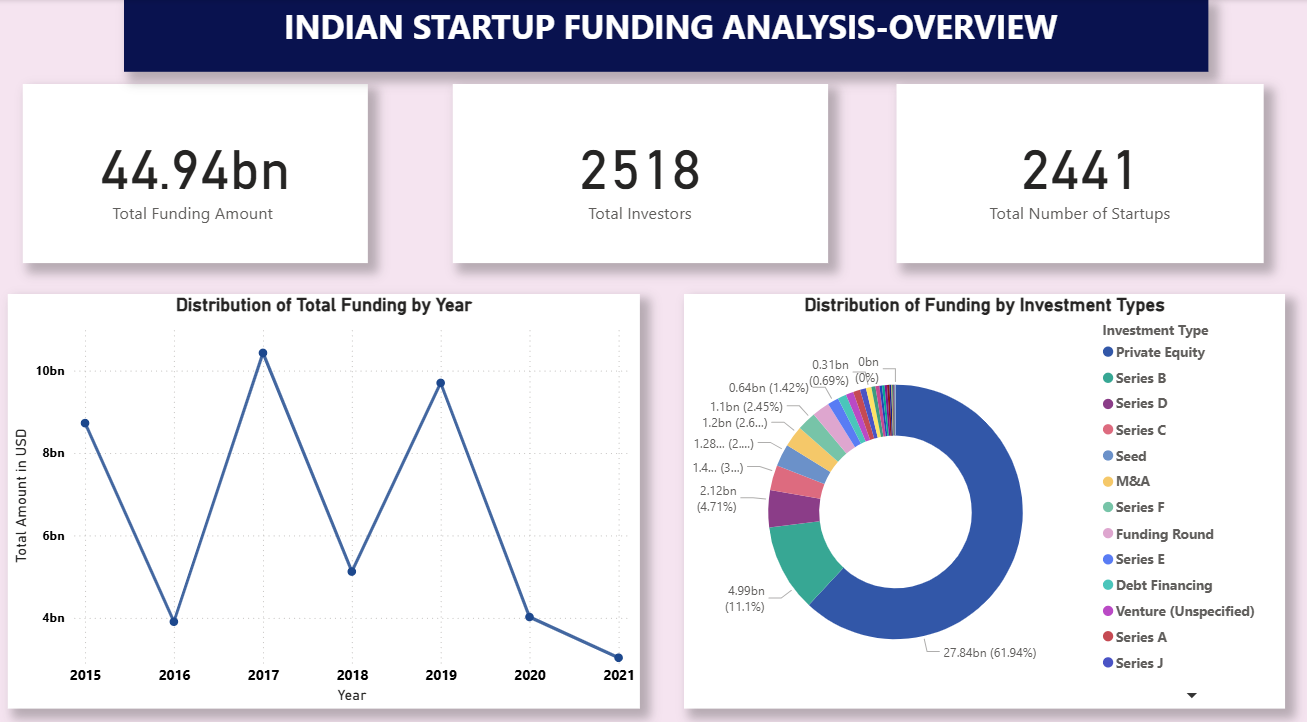 INDIAN STARTUP FUNDING ANALYSIS-OVERVIEW
44.94bn
Total Funding Amount
2518
Total Investors
2441
Total Number of Startups
Distribution of Total Funding by Year
Total Amount in USD
10bn
8bn
6bn
4bn
2015 2016 2017 2018 2019 2020 2021
Year
Distribution of Funding by Investment Types
0.31bn
(0.69%)
0bn
(0%)
0.64bn (1.42%)
1.1bn (2.45%)
1.2bn (2.6...)
1.28... (2....)
1.4... (3...)
2.12bn
(4.71%)
4.99bn
(11.1%)
27.84bn (61.94%)
Investment Type
Private Equity
Series B
Series D
Series C
Seed
M&A
Series F
Funding Round
Series E
Debt Financing
Venture (Unspecified)
Series A
Series J